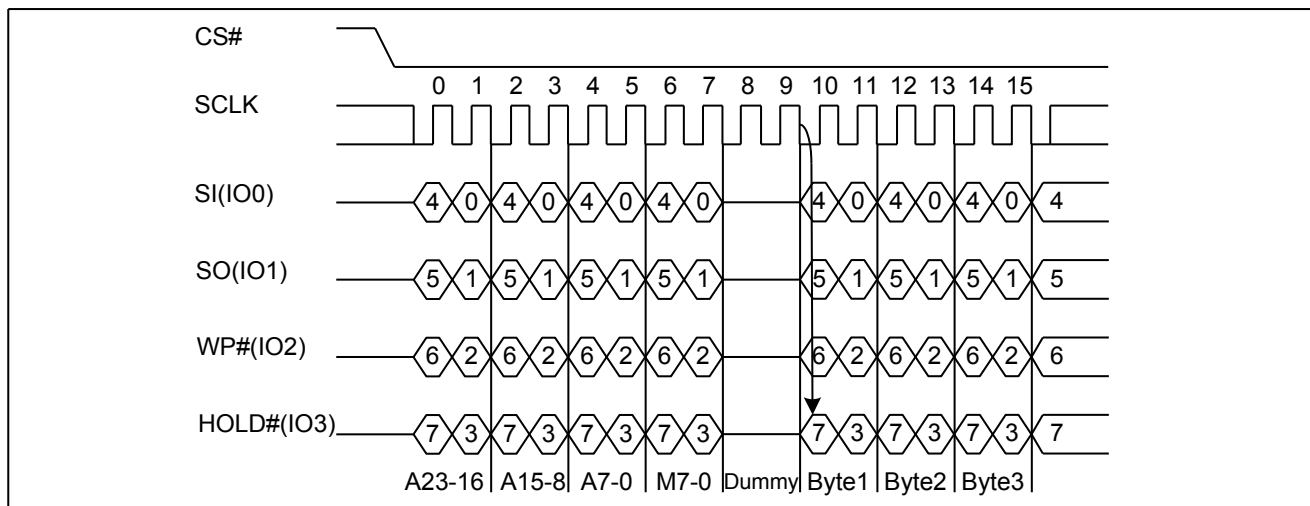 CS#
0 1 2 3 4 5 6 7 8 9 10 11 12 13 14 15
SCLK
SI(IO0) 4 0 4 0 4 0 4 0 4 0 4 0 4 0 4
SO(IO1) 5 1 5 1 5 1 5 1 5 1 5 1 5 1 5
WP#(IO2) 6 2 6 2 6 2 6 2 6 2 6 2 6 2 6
HOLD#(IO3) 7 3 7 3 7 3 7 3 7 3 7 3 7 3 7
A23-16 A15-8 A7-0 M7-0 Dummy Byte1 Byte2 Byte3